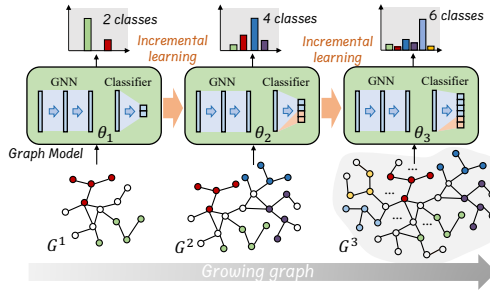 2 classes
4 classes
6 classes
Incremental
learning
Incremental
learning
GNN
Classifier
θ1
GNN
Classifier
θ2
GNN
Classifier
θ3
Graph Model
G1
G2
G3
...
...
...
...
Growing graph